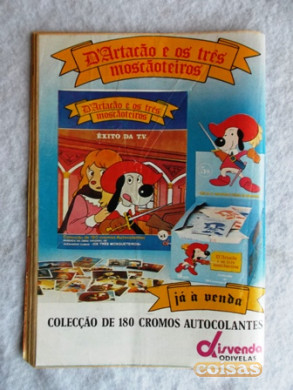 D'Artacão e os três
moscãoteiros
D'Artacão e os três
moscãoteiros
ÊXITO DA TV.
já à venda
COLECÇÃO DE 180 CROMOS AUTOCOLANTES
disvenda
ODIVELAS
coisas